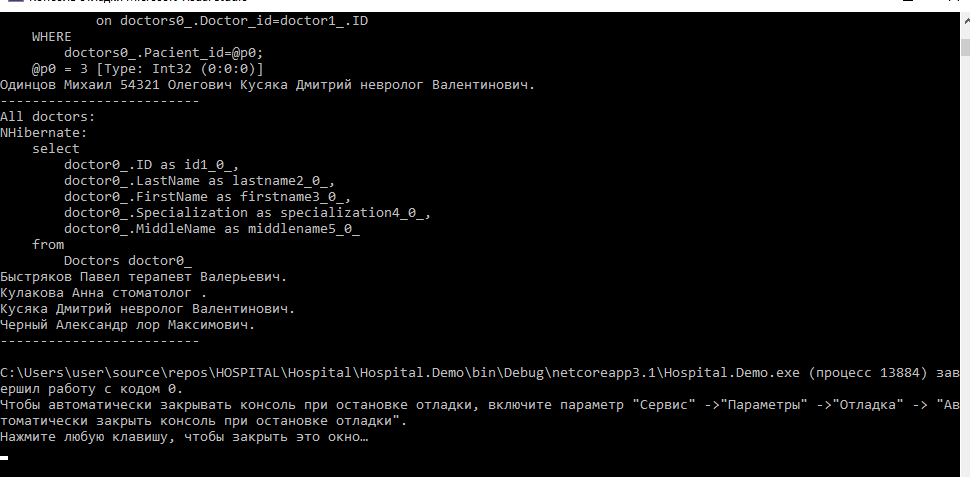 on doctors0_.Doctor_id=doctor1_.ID
WHERE
doctors0_.Pacient_id=@p0;
@p0 = 3 [Type: Int32 (0:0:0)]
Одинцов Михаил 54321 Олегович Кусяка Дмитрий невролог Валентинович.
-------------------------
All doctors:
NHibernate:
select
doctor0_.ID as id1_0_,
doctor0_.LastName as lastname2_0_,
doctor0_.FirstName as firstname3_0_,
doctor0_.Specialization as specialization4_0_,
doctor0_.MiddleName as middlename5_0_
from
Doctors doctor0_
Быстряков Павел терапевт Валерьевич.
Кулакова Анна стоматолог .
Кусяка Дмитрий невролог Валентинович.
Черный Александр лор Максимович.
-------------------------
C:\Users\user\source\repos\HOSPITAL\Hospital\Hospital.Demo\bin\Debug\netcoreapp3.1\Hospital.Demo.exe (процесс 13884) зав
ершил работу с кодом 0.
Чтобы автоматически закрывать консоль при остановке отладки, включите параметр "Сервис" ->"Параметры" ->"Отладка" -> "Ав
томатически закрыть консоль при остановке отладки".
Нажмите любую клавишу, чтобы закрыть это окно…